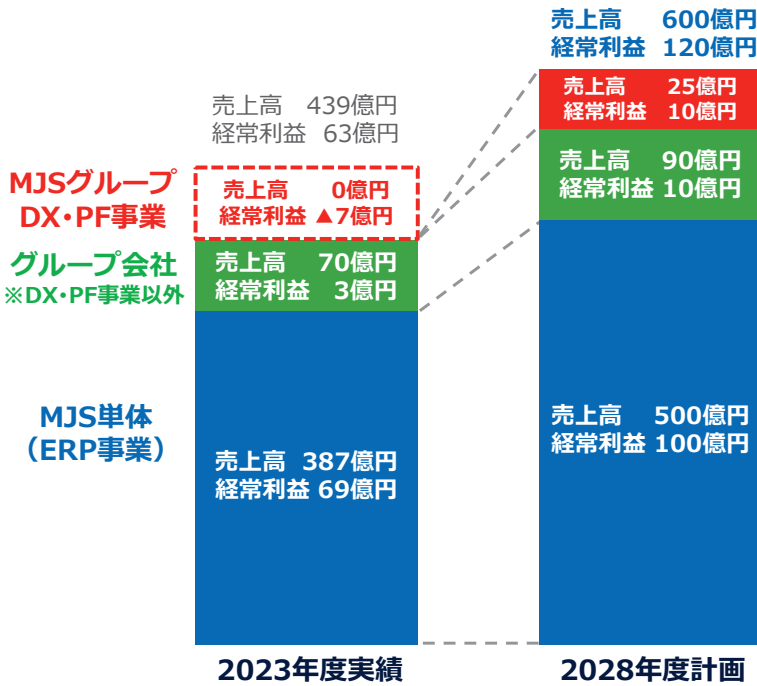 売上高 600億円
経常利益 120億円
売上高 25億円
経常利益 10億円
売上高 439億円
経常利益 63億円
売上高 90億円
経常利益 10億円
MJSグループ
DX・PF事業
売上高 0億円
経常利益 ▲7億円
グループ会社
※DX・PF事業以外
売上高 70億円
経常利益 3億円
MJS単体
（ERP事業）
売上高 387億円
経常利益 69億円
売上高 500億円
経常利益 100億円
2023年度実績
2028年度計画